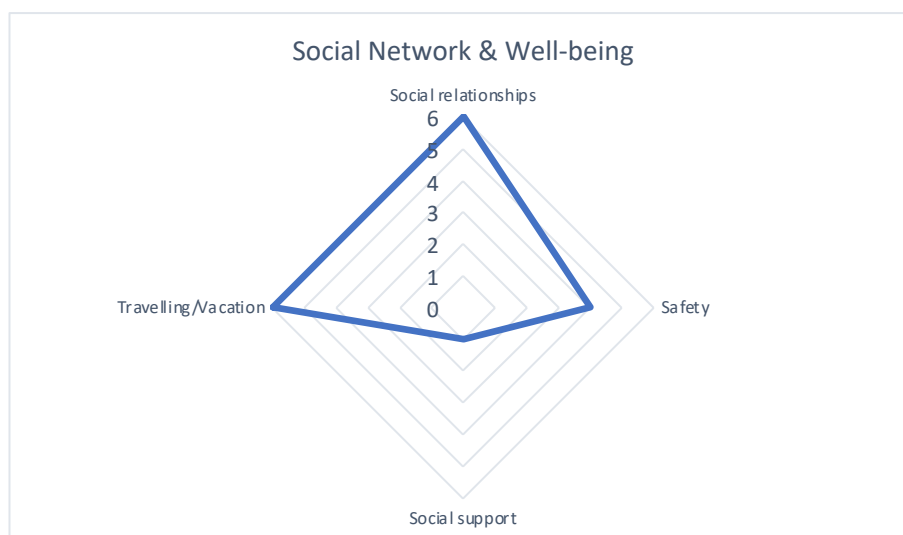 Social Network & Well-being
Social relationships
6
5
4
3
2
1
0
Travelling/Vacation
Safety
Social support